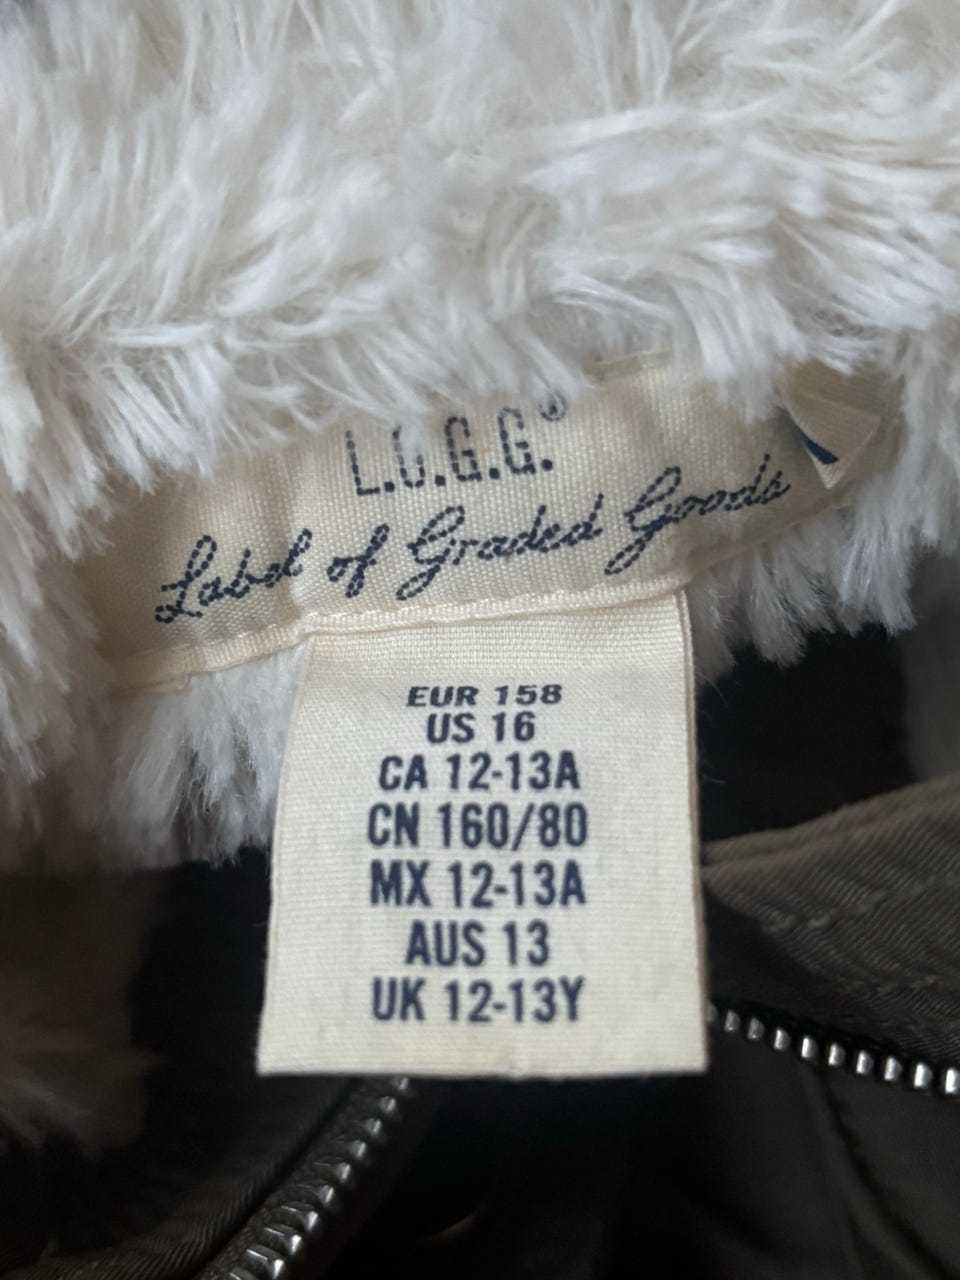 L.O.G.G.®
Label of Graded Goods
EUR 158
US 16
CA 12-13A
CN 160/80
MX 12-13A
AUS 13
UK 12-13Y